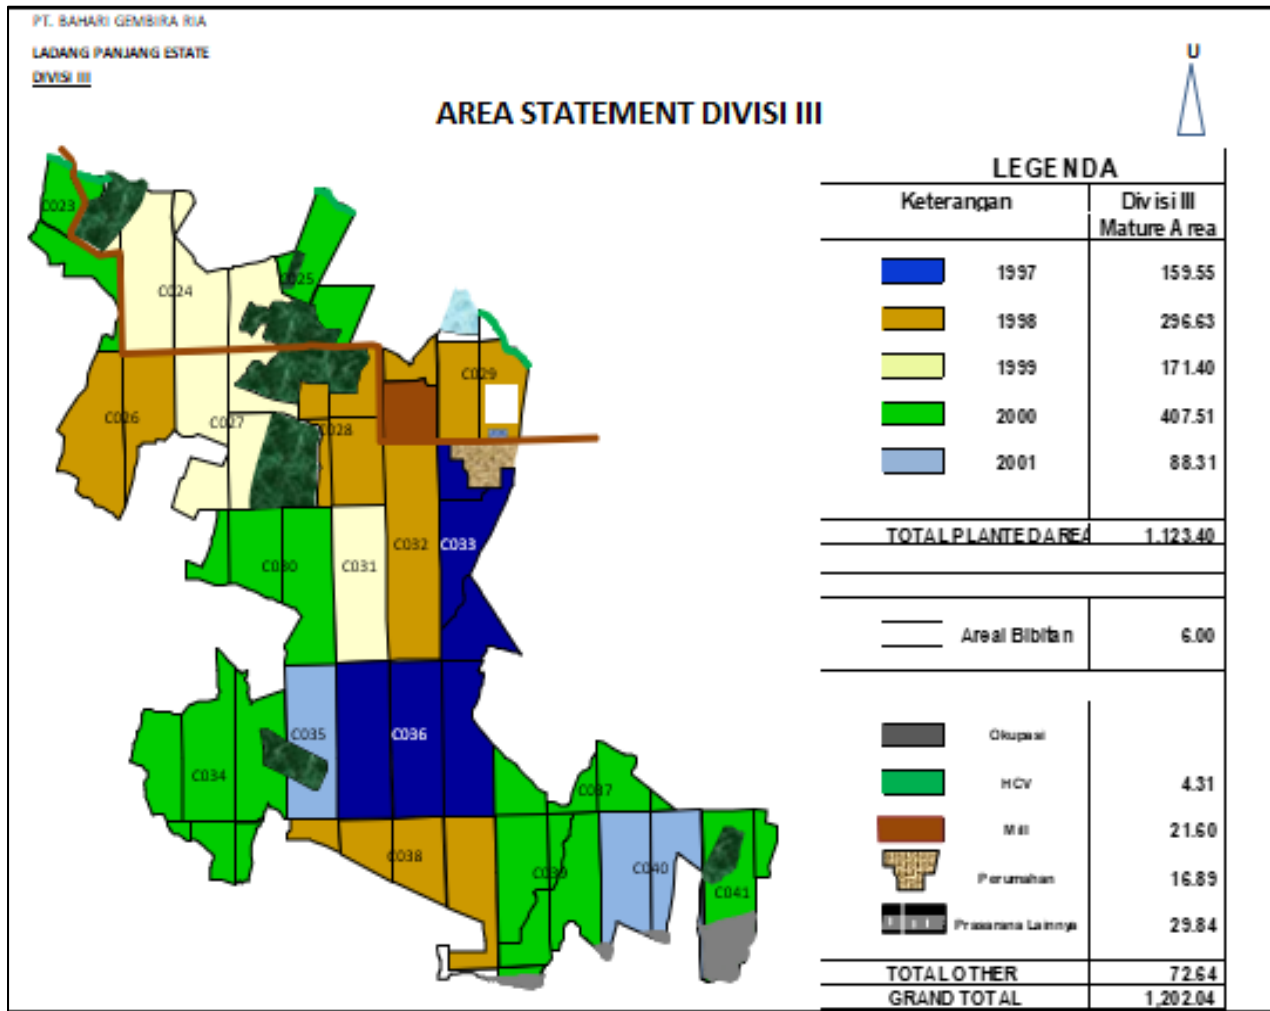 PT. BAHARI GEMBIRA RIA
LADANG PANJANG ESTATE
DIVISI III
U
AREA STATEMENT DIVISI III
LEGENDA
Keterangan
Divisi III
Mature Area
1997 159.55
1998 296.63
1999 171.40
2000 407.51
2001 88.31
TOTAL PLANTED AREA 1.123.40
Areal Bibitan 6.00
Okupasi
HCV 4.31
Mill 21.60
Perumahan 16.89
Prasarana Lainnya 29.84
TOTAL OTHER 72.64
GRAND TOTAL 1,202.04
C023
C024
C025
C026
C027
C028
C029
C030
C031
C032
C033
C034
C035
C036
C037
C038
C039
C040
C041